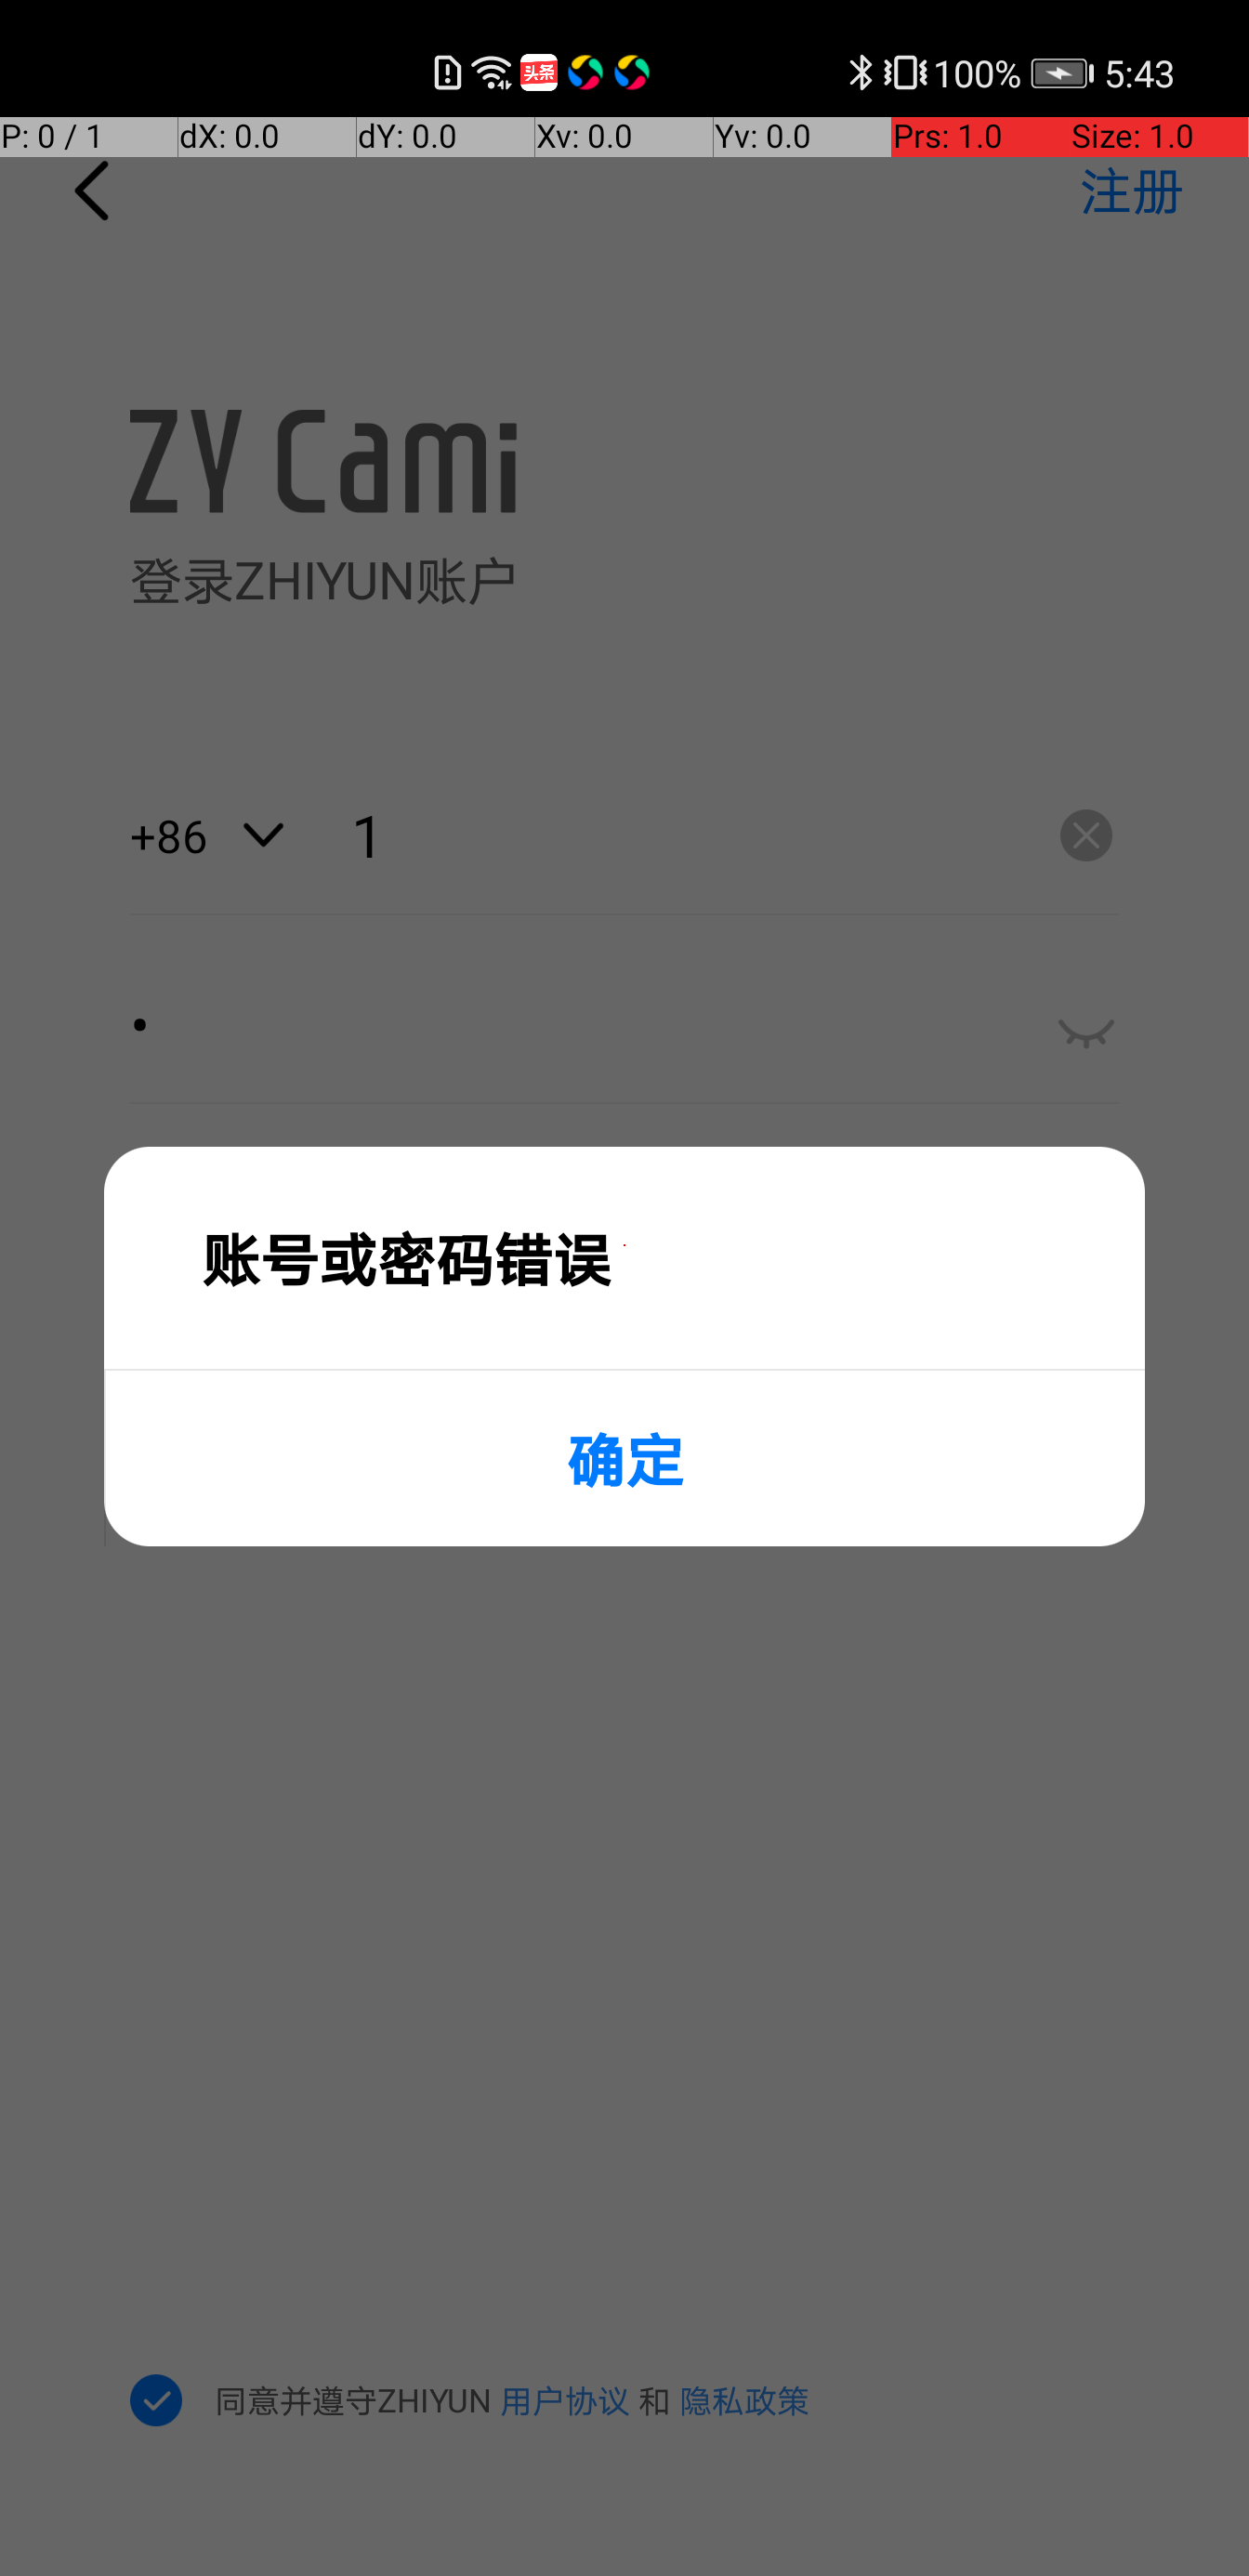 头条
100% 5:43
P: 0 / 1 dX: 0.0 dY: 0.0 Xv: 0.0 Yv: 0.0 Prs: 1.0 Size: 1.0
注册
ZY Cami
登录ZHIYUN账户
+86 1
账号或密码错误
确定
同意并遵守ZHIYUN 用户协议 和 隐私政策